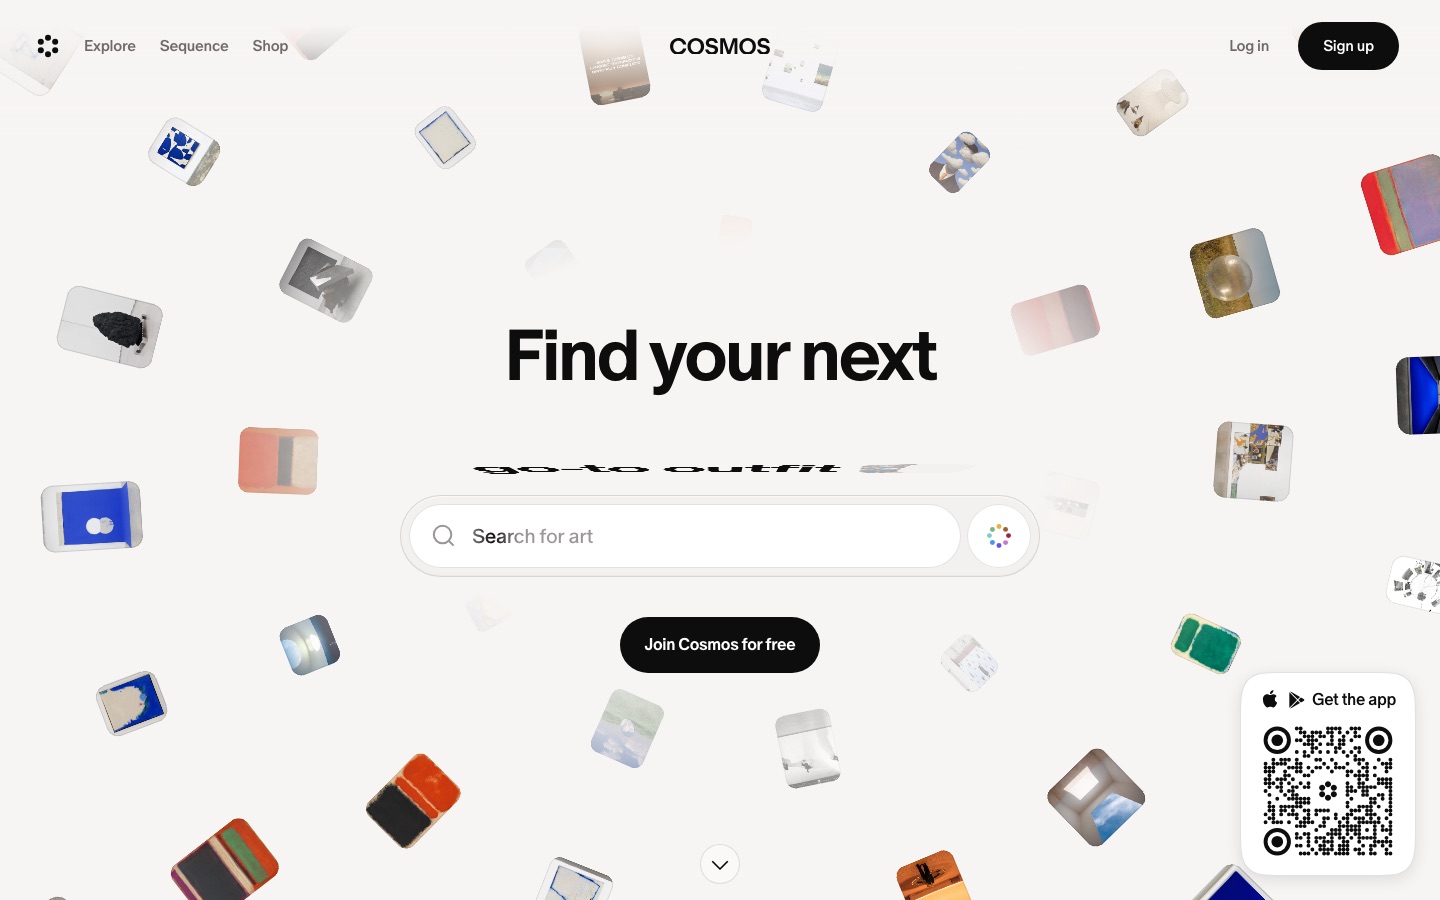 Explore
Sequence
Shop
COSMOS
Log in
Sign up
Find your next
go-to outfit
Search for art
Join Cosmos for free
Get the app